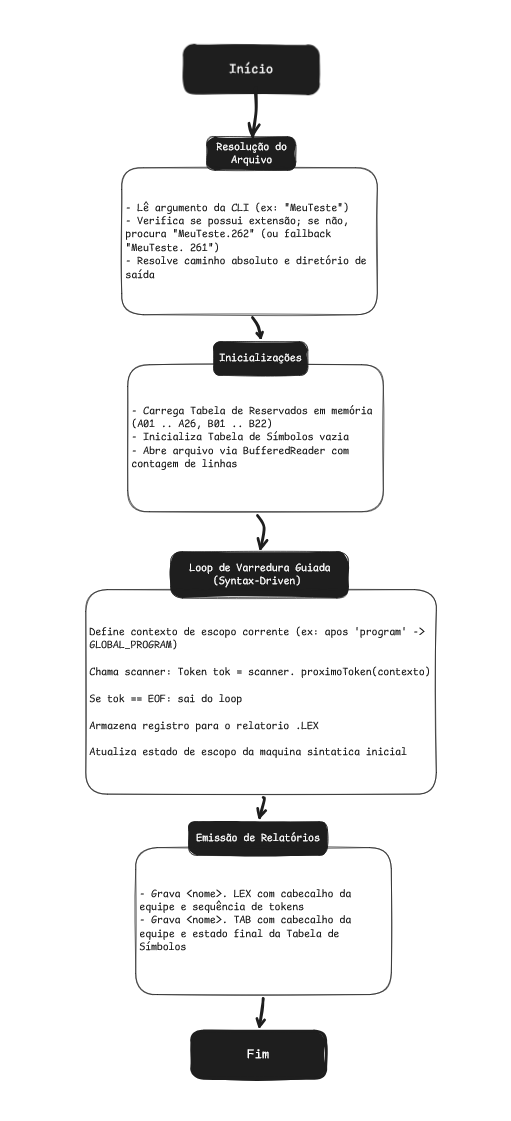 Início
Resolução do
Arquivo
- Lê argumento da CLI (ex: "MeuTeste")
- Verifica se possui extensão; se não,
procura "MeuTeste.262" (ou fallback
"MeuTeste. 261")
- Resolve caminho absoluto e diretório de
saída
Inicializações
- Carrega Tabela de Reservados em memória
(A01 .. A26, B01 .. B22)
- Inicializa Tabela de Símbolos vazia
- Abre arquivo via BufferedReader com
contagem de linhas
Loop de Varredura Guiada
(Syntax-Driven)
Define contexto de escopo corrente (ex: apos 'program' ->
GLOBAL_PROGRAM)
Chama scanner: Token tok = scanner. proximoToken(contexto)
Se tok == EOF: sai do loop
Armazena registro para o relatorio .LEX
Atualiza estado de escopo da maquina sintatica inicial
Emissão de Relatórios
- Grava <nome>. LEX com cabecalho da
equipe e sequência de tokens
- Grava <nome>. TAB com cabecalho da
equipe e estado final da Tabela de
Símbolos
Fim